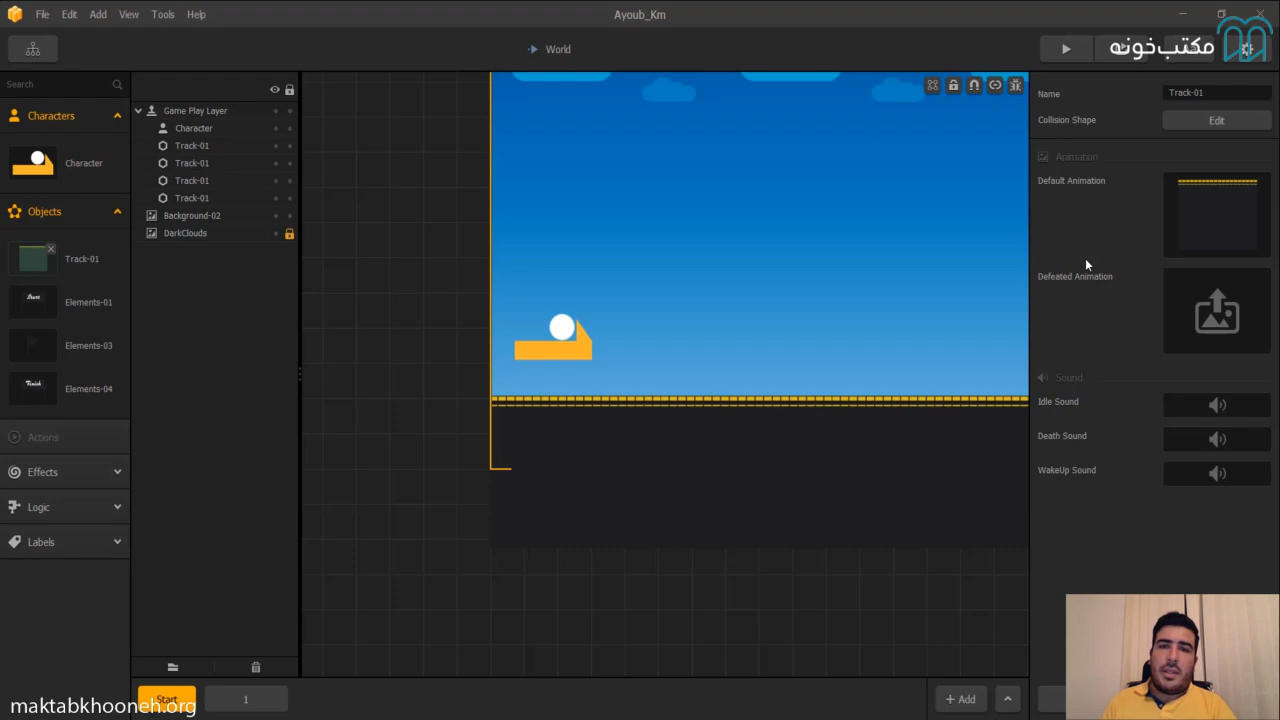 File Edit Add View Tools Help
Ayoub_Km
World
مکتب‌خونه
Search
Characters
Character
Objects
Track-01
Elements-01
Elements-03
Elements-04
Actions
Effects
Logic
Labels
Game Play Layer
Character
Track-01
Track-01
Track-01
Track-01
Background-02
DarkClouds
Name Track-01
Collision Shape Edit
Animation
Default Animation
Defeated Animation
Sound
Idle Sound
Death Sound
WakeUp Sound
Start 1 + Add
maktabkhooneh.org